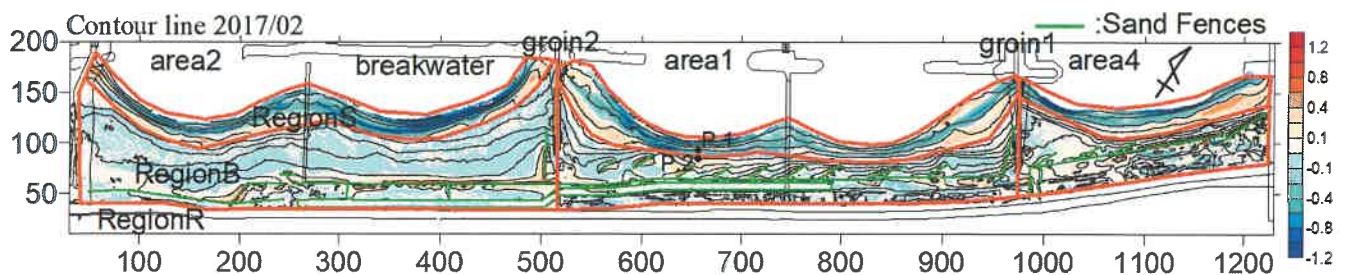 Contour line 2017/02
:Sand Fences
200 groin2 groin1
area2 breakwater area1 area4
150
RegionS
100 P.1
P.2
RegionB
50
RegionR
100 200 300 400 500 600 700 800 900 1000 1100 1200
1.2
0.8
0.4
0.1
-0.1
-0.4
-0.8
-1.2